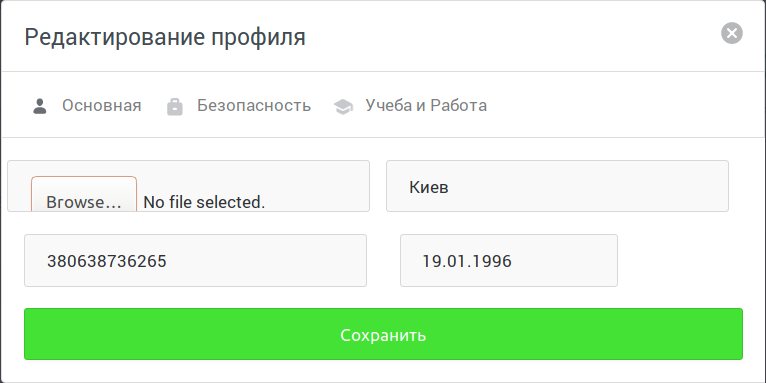 Редактирование профиля
Основная Безопасность Учеба и Работа
Browse... No file selected. Киев
380638736265 19.01.1996
Сохранить